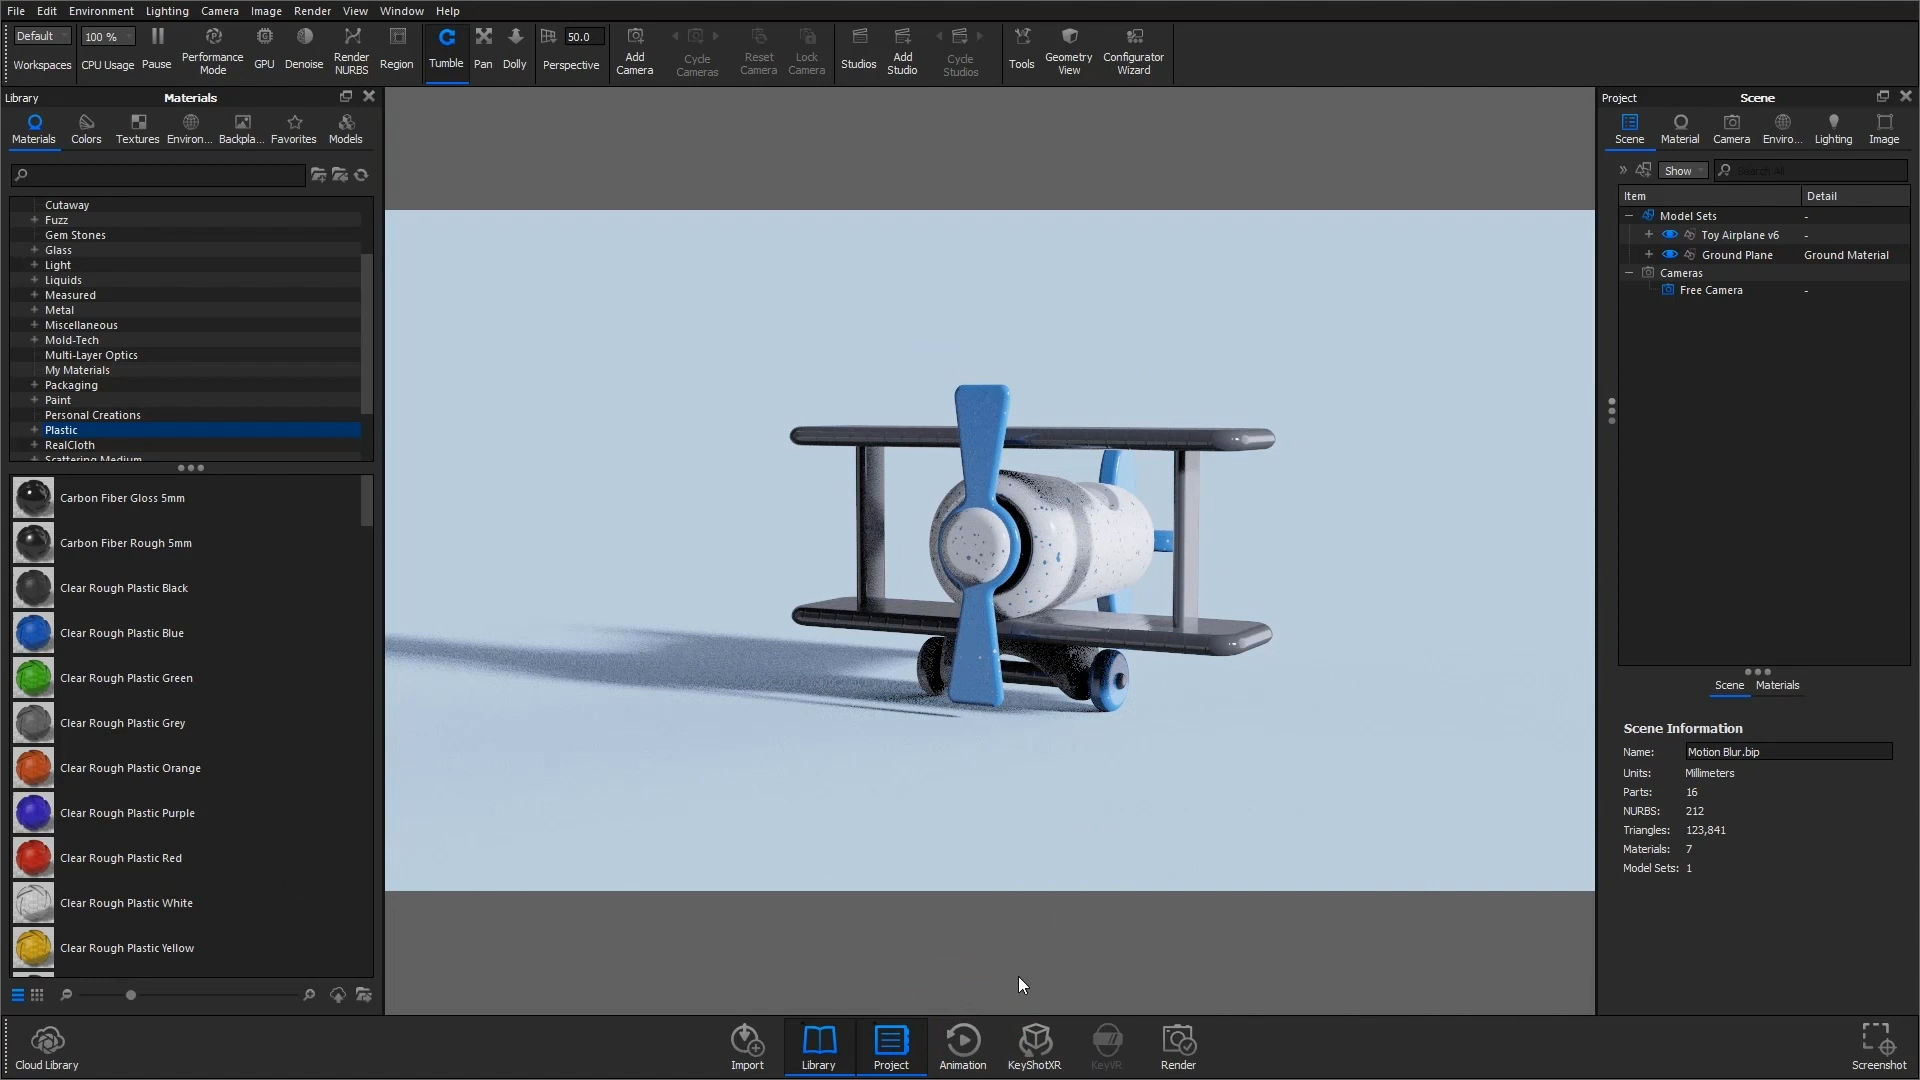 File Edit Environment Lighting Camera Image Render View Window Help
Default 100 % 50.0
Workspaces CPU Usage Pause Performance Mode GPU Denoise Render NURBS Region Tumble Pan Dolly Perspective Add Camera Cycle Cameras Reset Camera Lock Camera Studios Add Studio Cycle Studios Tools Geometry View Configurator Wizard
Library Materials
Materials Colors Textures Environ... Backpla... Favorites Models
Cutaway
Fuzz
Gem Stones
Glass
Light
Liquids
Measured
Metal
Miscellaneous
Mold-Tech
Multi-Layer Optics
My Materials
Packaging
Paint
Personal Creations
Plastic
RealCloth
Scattering Medium
Carbon Fiber Gloss 5mm
Carbon Fiber Rough 5mm
Clear Rough Plastic Black
Clear Rough Plastic Blue
Clear Rough Plastic Green
Clear Rough Plastic Grey
Clear Rough Plastic Orange
Clear Rough Plastic Purple
Clear Rough Plastic Red
Clear Rough Plastic White
Clear Rough Plastic Yellow
Project Scene
Scene Material Camera Enviro... Lighting Image
Show Search All
Item Detail
Model Sets -
Toy Airplane v6 -
Ground Plane Ground Material
Cameras
Free Camera -
Scene Materials
Scene Information
Name: Motion Blur.bip
Units: Millimeters
Parts: 16
NURBS: 212
Triangles: 123,841
Materials: 7
Model Sets: 1
Cloud Library Import Library Project Animation KeyShotXR KeyVR Render Screenshot